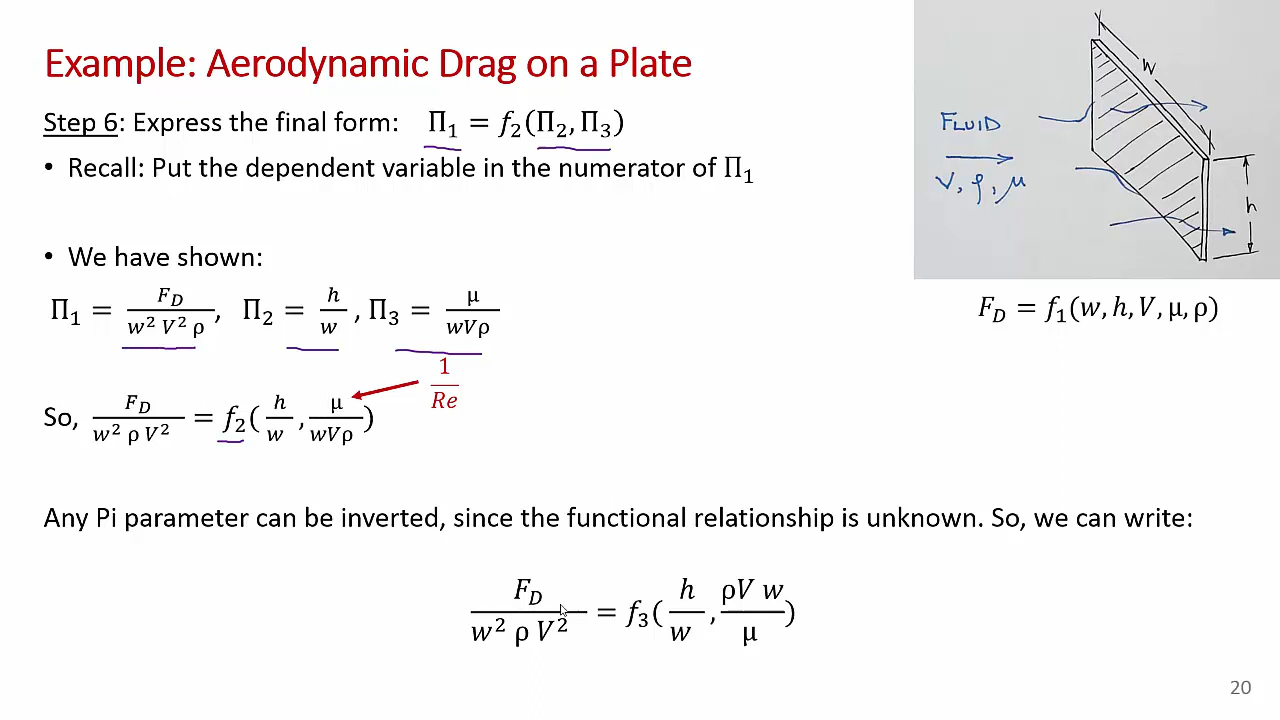 Example: Aerodynamic Drag on a Plate
Step 6: Express the final form: Π₁ = f₂(Π₂, Π₃)
• Recall: Put the dependent variable in the numerator of Π₁
• We have shown:
Π₁ = F_D / (w² V² ρ), Π₂ = h/w , Π₃ = μ / (wVρ)
1/Re
So, F_D / (w² ρ V²) = f₂( h/w , μ/(wVρ) )
Any Pi parameter can be inverted, since the functional relationship is unknown. So, we can write:
F_D / (w² ρ V²) = f₃( h/w , ρV w/μ )
FLUID
V, ρ, μ
w
h
F_D = f₁(w, h, V, μ, ρ)
20